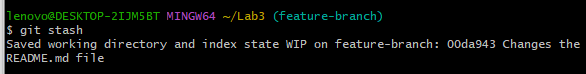 lenovo@DESKTOP-2IJM5BT MINGW64 ~/Lab3 (feature-branch)
$ git stash
Saved working directory and index state WIP on feature-branch: 00da943 Changes the
README.md file